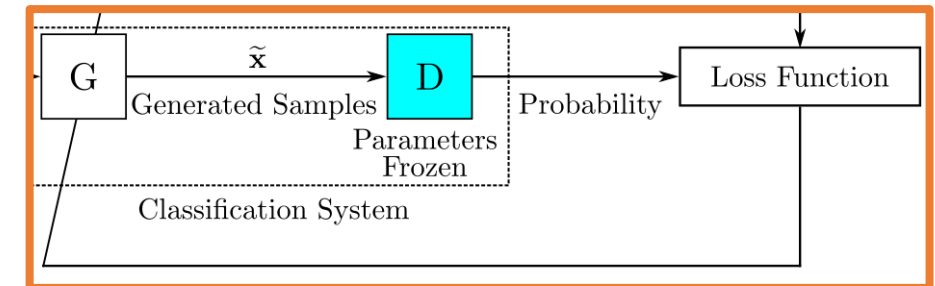 x̃
G
D
Loss Function
Generated Samples
Probability
Parameters
Frozen
Classification System